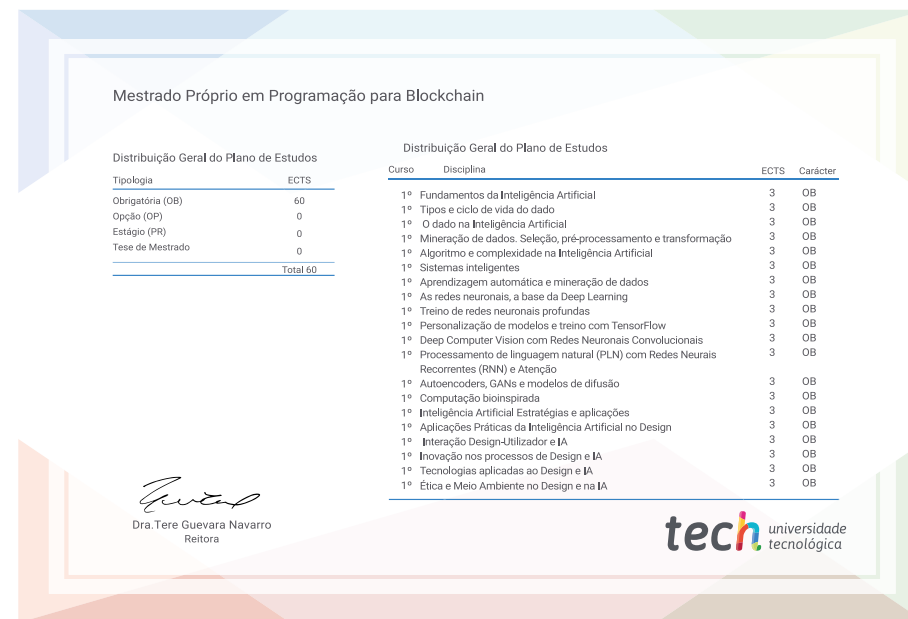 Mestrado Próprio em Programação para Blockchain
Distribuição Geral do Plano de Estudos
Tipologia ECTS
Obrigatória (OB) 60
Opção (OP) 0
Estágio (PR) 0
Tese de Mestrado 0
Total 60
Distribuição Geral do Plano de Estudos
Curso Disciplina ECTS Carácter
1º Fundamentos da Inteligência Artificial 3 OB
1º Tipos e ciclo de vida do dado 3 OB
1º O dado na Inteligência Artificial 3 OB
1º Mineração de dados. Seleção, pré-processamento e transformação 3 OB
1º Algoritmo e complexidade na Inteligência Artificial 3 OB
1º Sistemas inteligentes 3 OB
1º Aprendizagem automática e mineração de dados 3 OB
1º As redes neuronais, a base da Deep Learning 3 OB
1º Treino de redes neuronais profundas 3 OB
1º Personalização de modelos e treino com TensorFlow 3 OB
1º Deep Computer Vision com Redes Neuronais Convolucionais 3 OB
1º Processamento de linguagem natural (PLN) com Redes Neurais 3 OB
Recorrentes (RNN) e Atenção
1º Autoencoders, GANs e modelos de difusão 3 OB
1º Computação bioinspirada 3 OB
1º Inteligência Artificial Estratégias e aplicações 3 OB
1º Aplicações Práticas da Inteligência Artificial no Design 3 OB
1º Interação Design-Utilizador e IA 3 OB
1º Inovação nos processos de Design e IA 3 OB
1º Tecnologias aplicadas ao Design e IA 3 OB
1º Ética e Meio Ambiente no Design e na IA 3 OB
Dra.Tere Guevara Navarro
Reitora
tech universidade
tecnológica